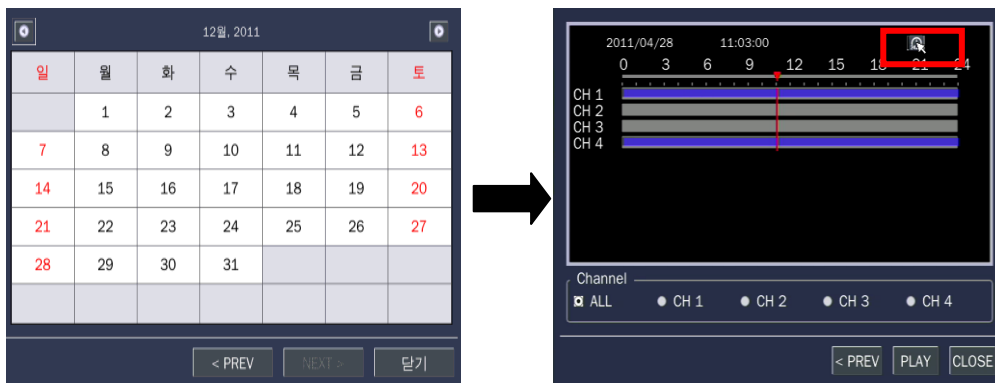 12월, 2011
일 월 화 수 목 금 토
1 2 3 4 5 6
7 8 9 10 11 12 13
14 15 16 17 18 19 20
21 22 23 24 25 26 27
28 29 30 31
< PREV NEXT > 닫기
2011/04/28 11:03:00
0 3 6 9 12 15 18 21 24
CH 1
CH 2
CH 3
CH 4
Channel
ALL CH 1 CH 2 CH 3 CH 4
< PREV PLAY CLOSE